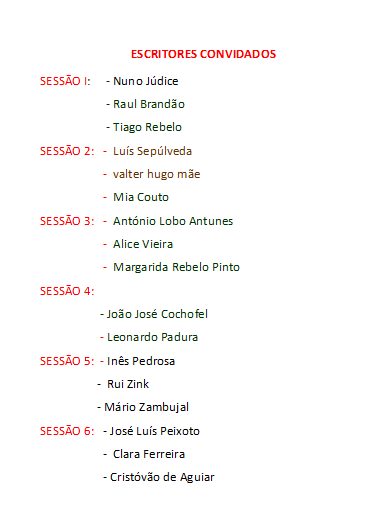 ESCRITORES CONVIDADOS
SESSÃO I: - Nuno Júdice
- Raul Brandão
- Tiago Rebelo
SESSÃO 2: - Luís Sepúlveda
- valter hugo mãe
- Mia Couto
SESSÃO 3: - António Lobo Antunes
- Alice Vieira
- Margarida Rebelo Pinto
SESSÃO 4:
- João José Cochofel
- Leonardo Padura
SESSÃO 5: - Inês Pedrosa
- Rui Zink
- Mário Zambujal
SESSÃO 6: - José Luís Peixoto
- Clara Ferreira
- Cristóvão de Aguiar